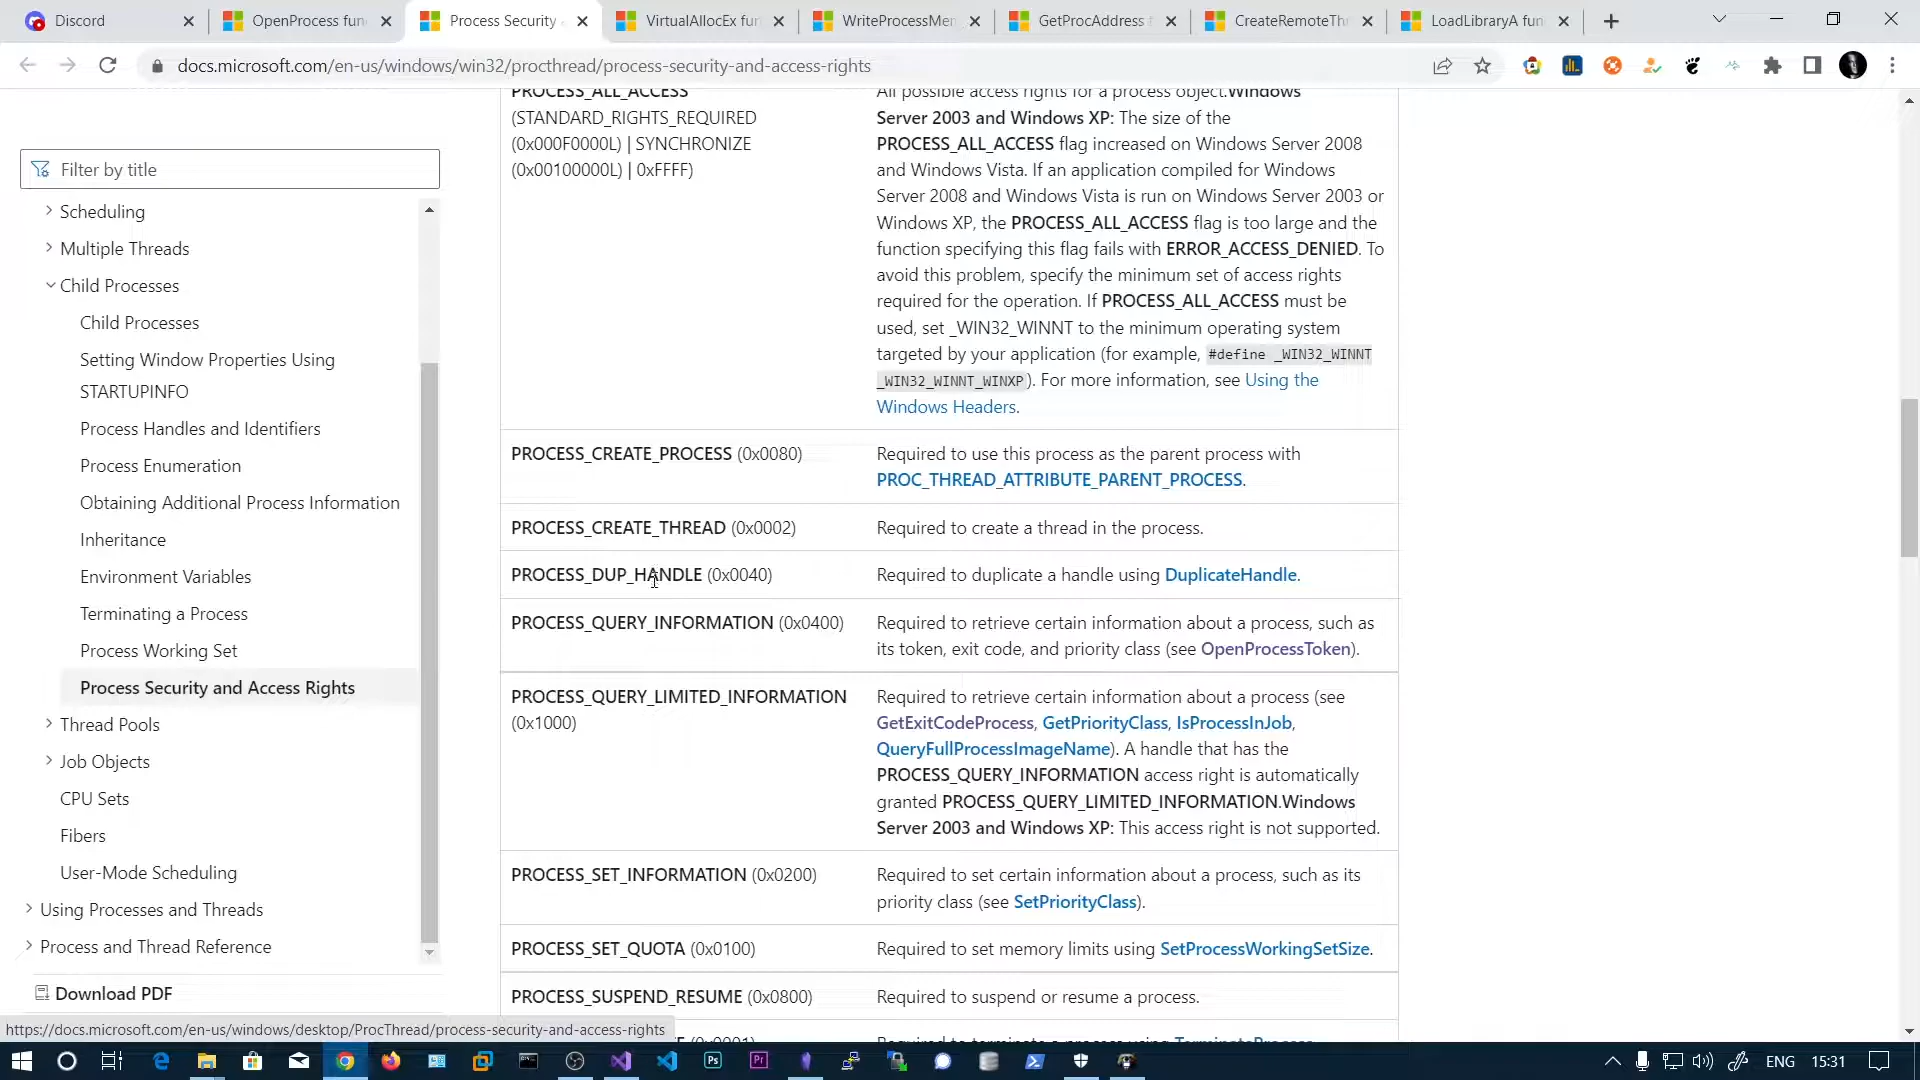 Discord
OpenProcess fun
Process Security
VirtualAllocEx fun
WriteProcessMem
GetProcAddress f
CreateRemoteThr
LoadLibraryA fun
docs.microsoft.com/en-us/windows/win32/procthread/process-security-and-access-rights
Filter by title
Scheduling
Multiple Threads
Child Processes
Child Processes
Setting Window Properties Using
STARTUPINFO
Process Handles and Identifiers
Process Enumeration
Obtaining Additional Process Information
Inheritance
Environment Variables
Terminating a Process
Process Working Set
Process Security and Access Rights
Thread Pools
Job Objects
CPU Sets
Fibers
User-Mode Scheduling
Using Processes and Threads
Process and Thread Reference
Download PDF
PROCESS_ALL_ACCESS
(STANDARD_RIGHTS_REQUIRED
(0x000F0000L) | SYNCHRONIZE
(0x00100000L) | 0xFFFF)
All possible access rights for a process object.Windows
Server 2003 and Windows XP: The size of the
PROCESS_ALL_ACCESS flag increased on Windows Server 2008
and Windows Vista. If an application compiled for Windows
Server 2008 and Windows Vista is run on Windows Server 2003 or
Windows XP, the PROCESS_ALL_ACCESS flag is too large and the
function specifying this flag fails with ERROR_ACCESS_DENIED. To
avoid this problem, specify the minimum set of access rights
required for the operation. If PROCESS_ALL_ACCESS must be
used, set _WIN32_WINNT to the minimum operating system
targeted by your application (for example, #define _WIN32_WINNT
_WIN32_WINNT_WINXP). For more information, see Using the
Windows Headers.
PROCESS_CREATE_PROCESS (0x0080)
Required to use this process as the parent process with
PROC_THREAD_ATTRIBUTE_PARENT_PROCESS.
PROCESS_CREATE_THREAD (0x0002)
Required to create a thread in the process.
PROCESS_DUP_HANDLE (0x0040)
Required to duplicate a handle using DuplicateHandle.
PROCESS_QUERY_INFORMATION (0x0400)
Required to retrieve certain information about a process, such as
its token, exit code, and priority class (see OpenProcessToken).
PROCESS_QUERY_LIMITED_INFORMATION
(0x1000)
Required to retrieve certain information about a process (see
GetExitCodeProcess, GetPriorityClass, IsProcessInJob,
QueryFullProcessImageName). A handle that has the
PROCESS_QUERY_INFORMATION access right is automatically
granted PROCESS_QUERY_LIMITED_INFORMATION.Windows
Server 2003 and Windows XP: This access right is not supported.
PROCESS_SET_INFORMATION (0x0200)
Required to set certain information about a process, such as its
priority class (see SetPriorityClass).
PROCESS_SET_QUOTA (0x0100)
Required to set memory limits using SetProcessWorkingSetSize.
PROCESS_SUSPEND_RESUME (0x0800)
Required to suspend or resume a process.
https://docs.microsoft.com/en-us/windows/desktop/ProcThread/process-security-and-access-rights
(0x0001)
Required to terminate a process using TerminateProcess.
Ps
Pr
ENG
15:31